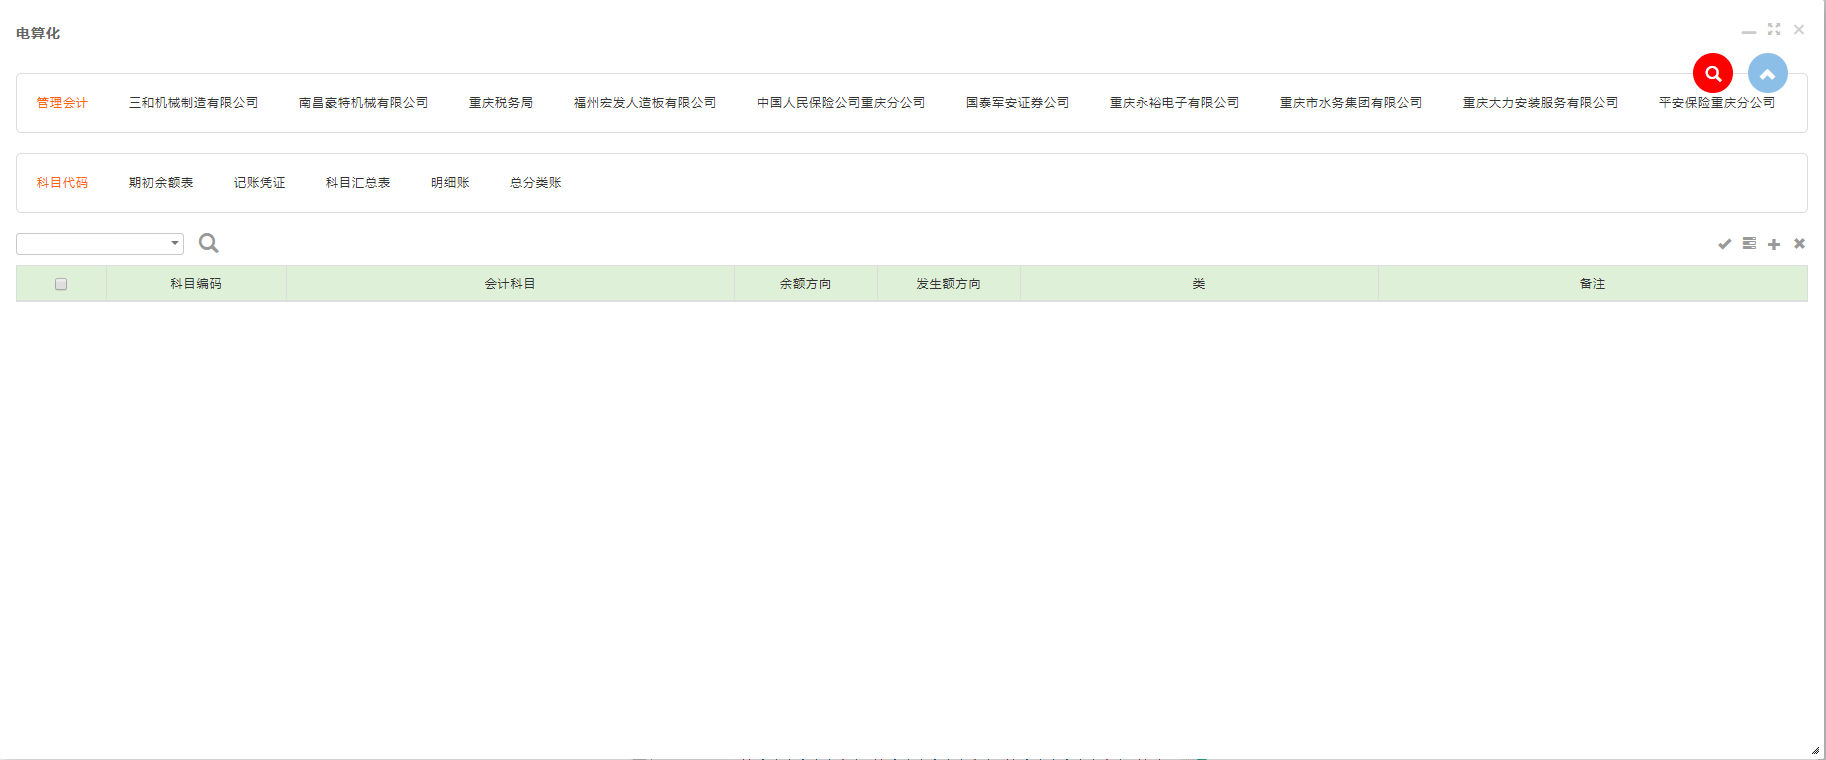 电算化
管理会计 三和机械制造有限公司 南昌豪特机械有限公司 重庆税务局 福州宏发人造板有限公司 中国人民保险公司重庆分公司 国泰军安证券公司 重庆永裕电子有限公司 重庆市水务集团有限公司 重庆大力安装服务有限公司 平安保险重庆分公司
科目代码 期初余额表 记账凭证 科目汇总表 明细账 总分类账
科目编码 会计科目 余额方向 发生额方向 类 备注